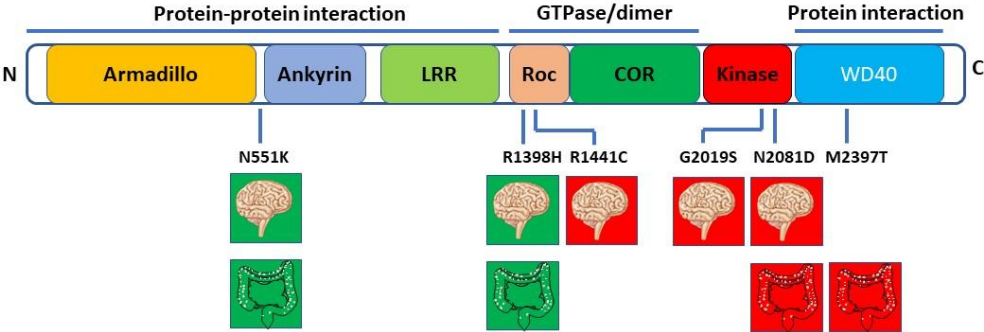 Protein-protein interaction GTPase/dimer Protein interaction
N Armadillo Ankyrin LRR Roc COR Kinase WD40 C
N551K R1398H R1441C G2019S N2081D M2397T